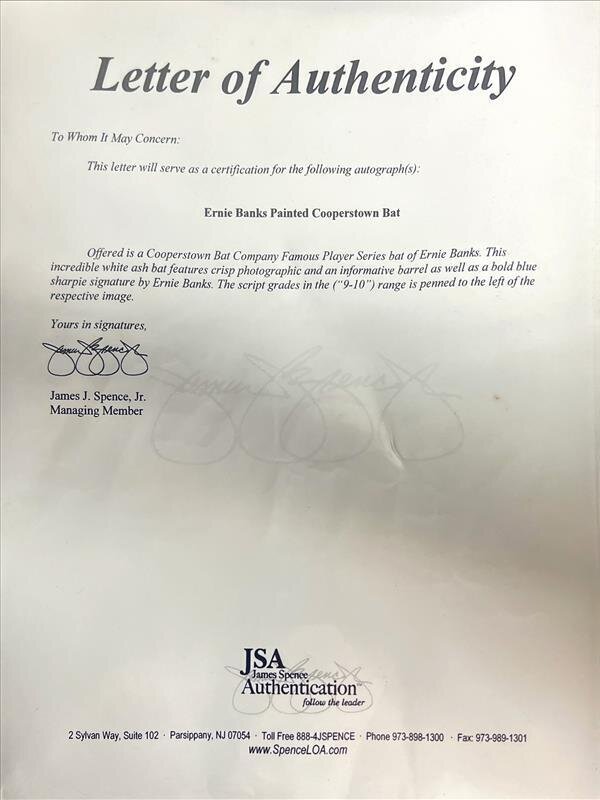 Letter of Authenticity
To Whom It May Concern:
This letter will serve as a certification for the following autograph(s):
Ernie Banks Painted Cooperstown Bat
Offered is a Cooperstown Bat Company Famous Player Series bat of Ernie Banks. This
incredible white ash bat features crisp photographic and an informative barrel as well as a bold blue
sharpie signature by Ernie Banks. The script grades in the ("9-10") range is penned to the left of the
respective image.
Yours in signatures,
James Spence Jr
James J. Spence, Jr.
Managing Member
JSA
James Spence
Authentication™
follow the leader
2 Sylvan Way, Suite 102 · Parsippany, NJ 07054 · Toll Free 888-4JSPENCE · Phone 973-898-1300 · Fax: 973-989-1301
www.SpenceLOA.com